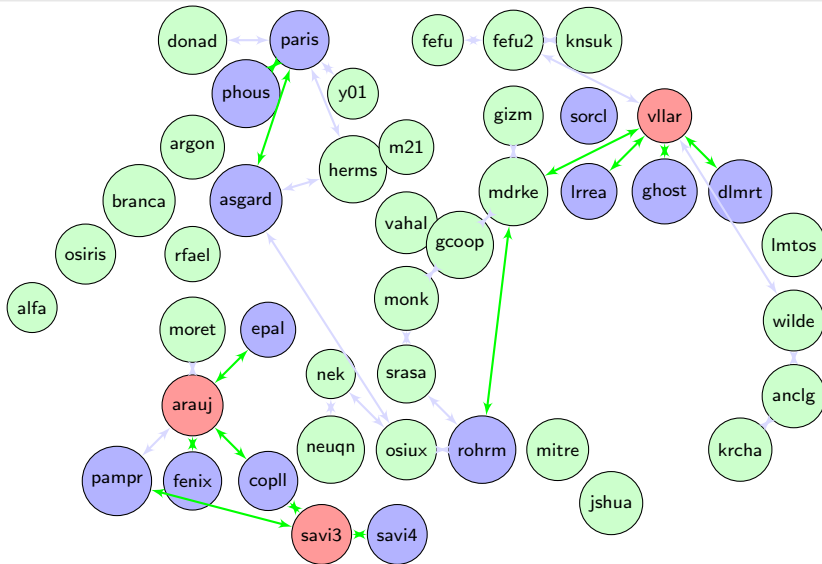 donad
paris
fefu
fefu2
knsuk
phous
y01
gizm
sorcl
vllar
argon
herms
m21
branca
asgard
mdrke
lrrea
ghost
dlmrt
vahal
gcoop
lmtos
osiris
rfael
alfa
monk
wilde
moret
epal
nek
srasa
arauj
anclg
neuqn
osiux
rohrm
mitre
krcha
pampr
fenix
copll
jshua
savi3
savi4